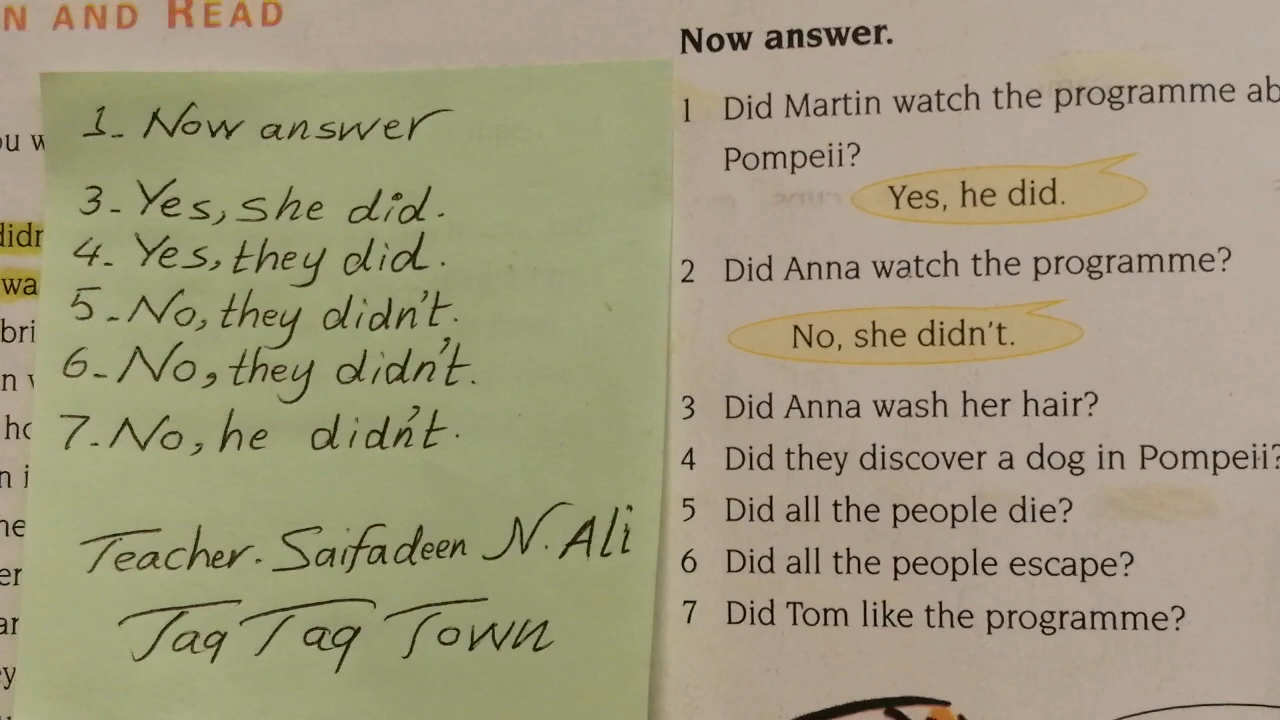 N AND READ
1- Now answer
3- Yes, she did.
4- Yes, they did.
5- No, they didn't.
6- No, they didn't.
7- No, he didn't.
Teacher. Saifadeen N. Ali
Taq Taq Town
Now answer.
1 Did Martin watch the programme ab
Pompeii?
Yes, he did.
2 Did Anna watch the programme?
No, she didn't.
3 Did Anna wash her hair?
4 Did they discover a dog in Pompeii?
5 Did all the people die?
6 Did all the people escape?
7 Did Tom like the programme?